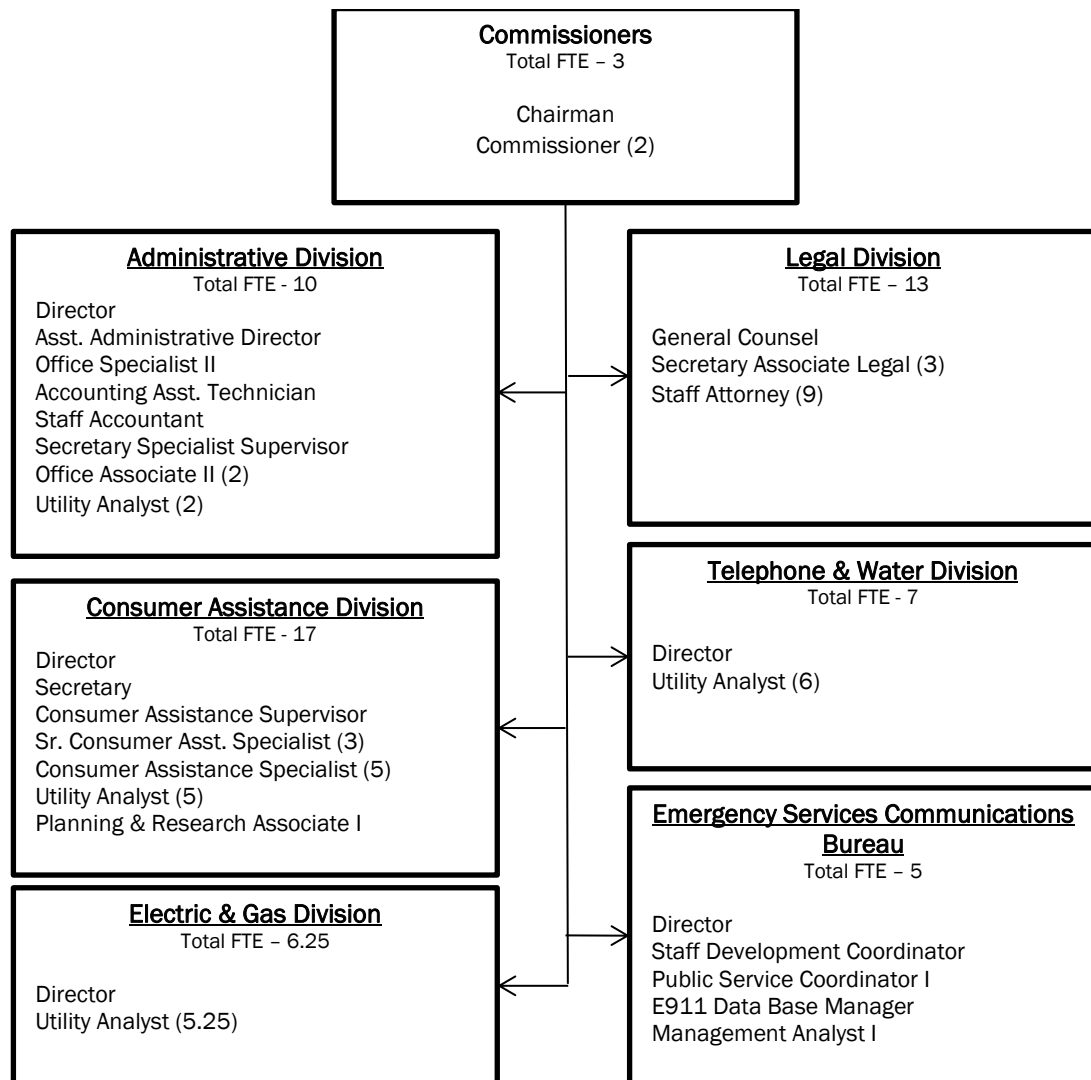 Commissioners
Total FTE – 3
Chairman
Commissioner (2)
Administrative Division
Total FTE - 10
Director
Asst. Administrative Director
Office Specialist II
Accounting Asst. Technician
Staff Accountant
Secretary Specialist Supervisor
Office Associate II (2)
Utility Analyst (2)
Legal Division
Total FTE – 13
General Counsel
Secretary Associate Legal (3)
Staff Attorney (9)
Consumer Assistance Division
Total FTE - 17
Director
Secretary
Consumer Assistance Supervisor
Sr. Consumer Asst. Specialist (3)
Consumer Assistance Specialist (5)
Utility Analyst (5)
Planning & Research Associate I
Telephone & Water Division
Total FTE - 7
Director
Utility Analyst (6)
Electric & Gas Division
Total FTE – 6.25
Director
Utility Analyst (5.25)
Emergency Services Communications
Bureau
Total FTE – 5
Director
Staff Development Coordinator
Public Service Coordinator I
E911 Data Base Manager
Management Analyst I